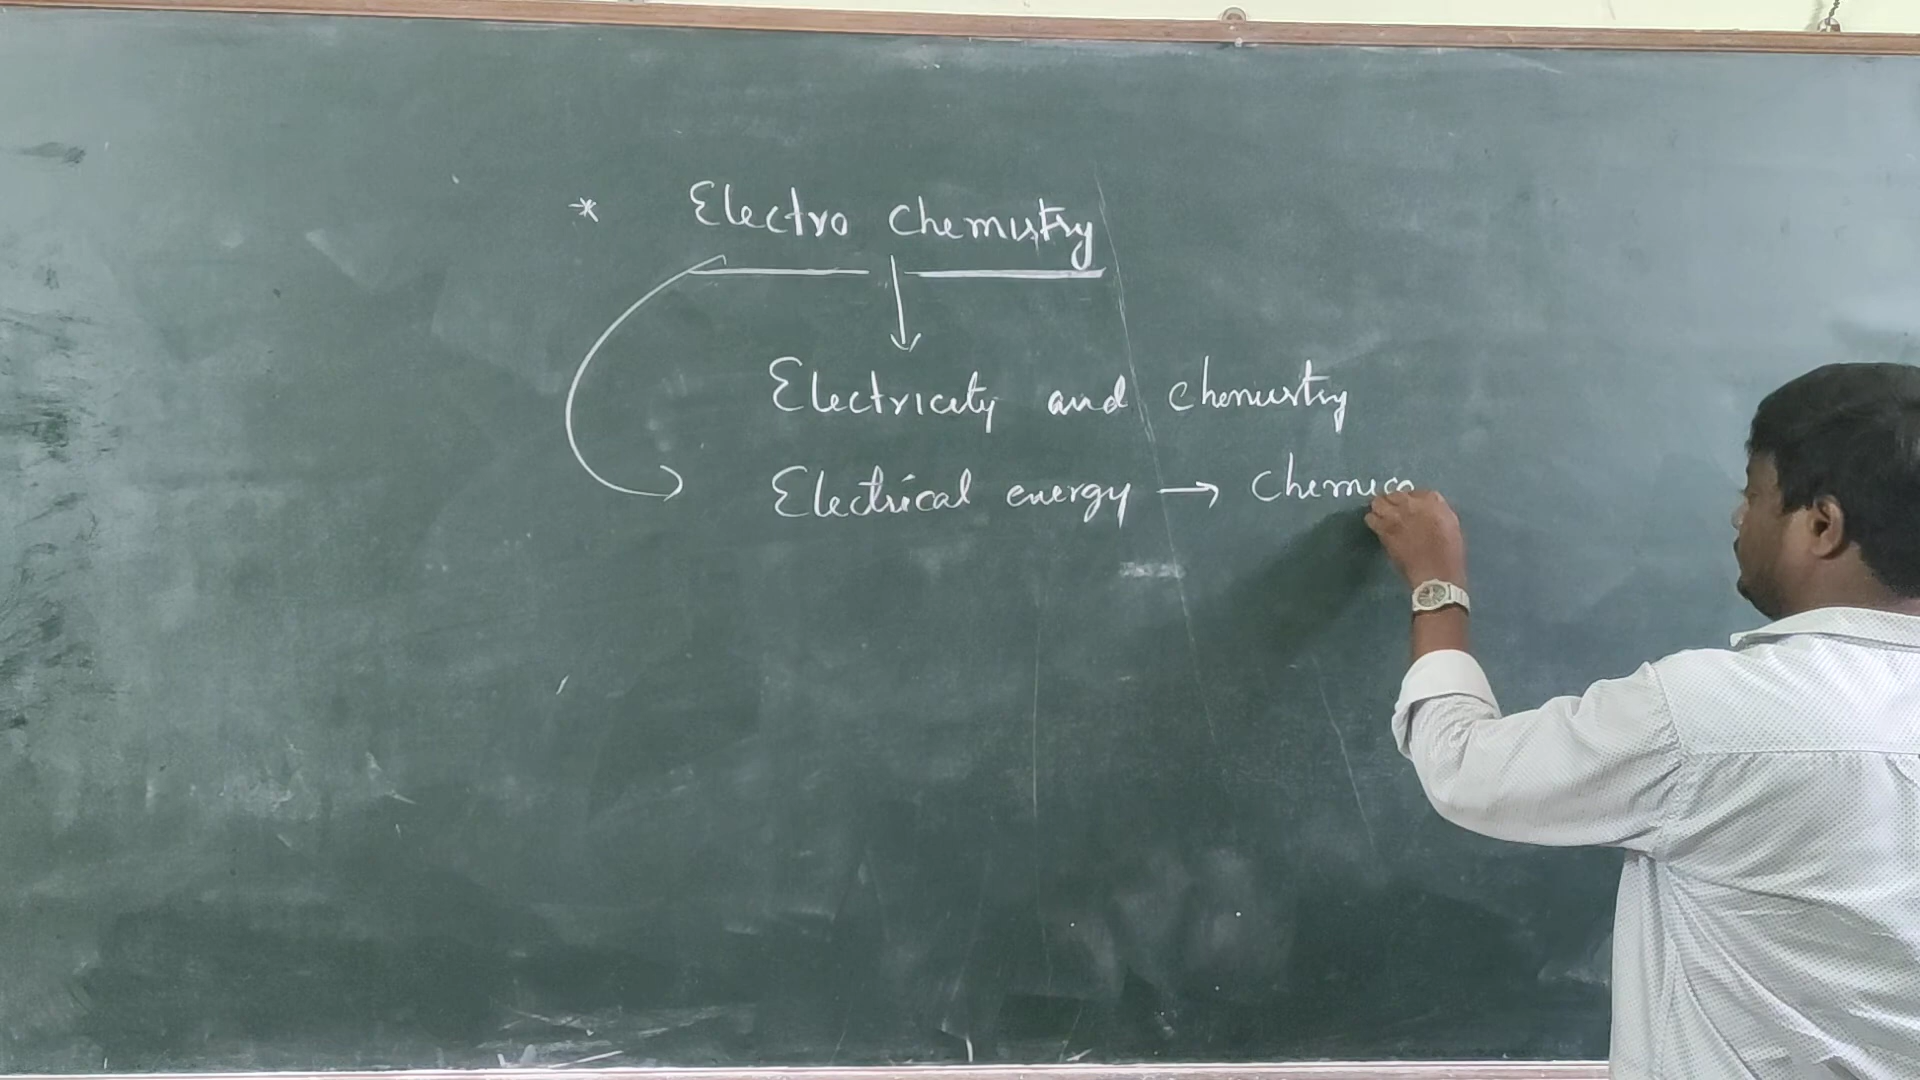 * Electro chemistry
Electricity and chemistry
Electrical energy → Chemica